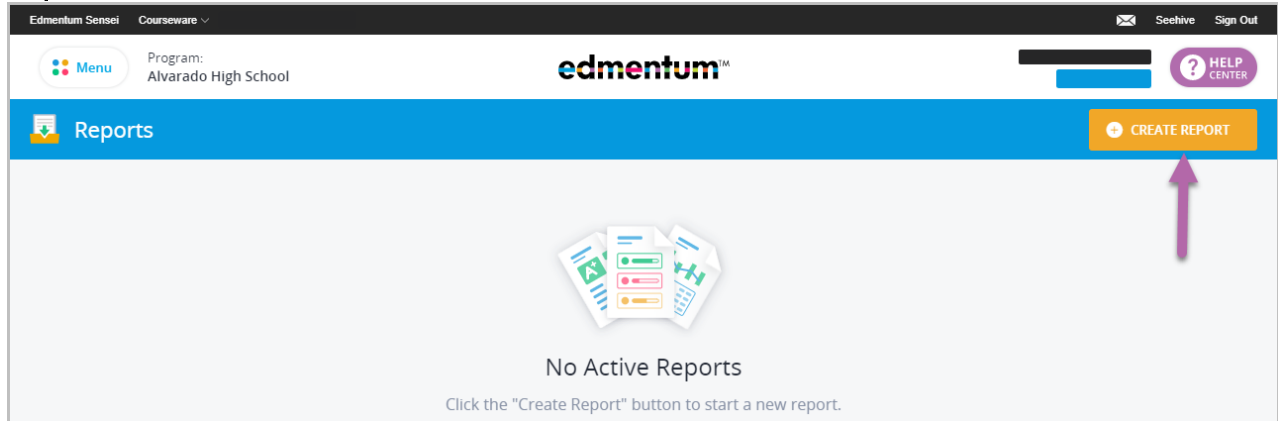 Edmentum Sensei Courseware Seehive Sign Out
Menu
Program:
Alvarado High School
edmentum™
? HELP
CENTER
Reports
CREATE REPORT
A+
No Active Reports
Click the "Create Report" button to start a new report.